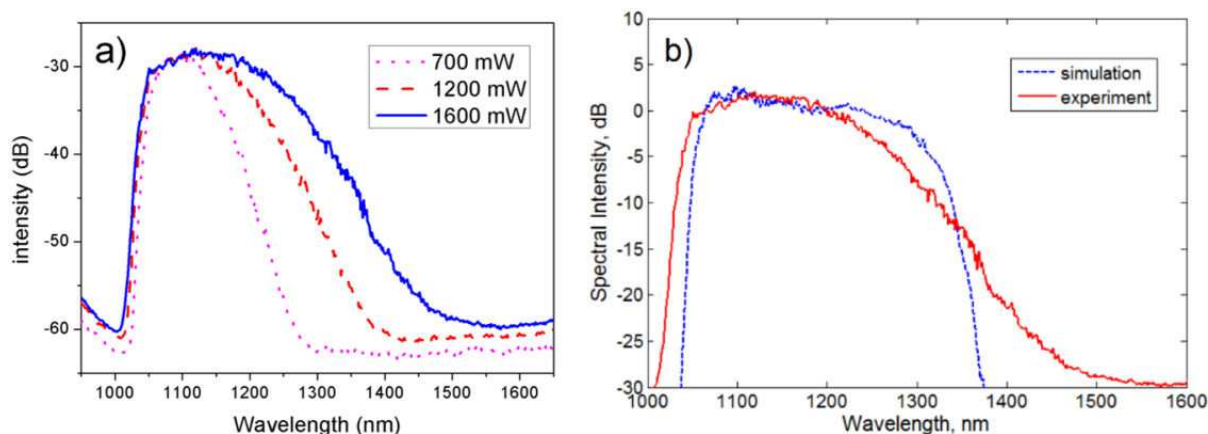 a)
700 mW
1200 mW
1600 mW
intensity (dB)
-30
-40
-50
-60
1000 1100 1200 1300 1400 1500 1600
Wavelength (nm)
b)
simulation
experiment
Spectral Intensity, dB
10
5
0
-5
-10
-15
-20
-25
-30
1000 1100 1200 1300 1400 1500 1600
Wavelength, nm